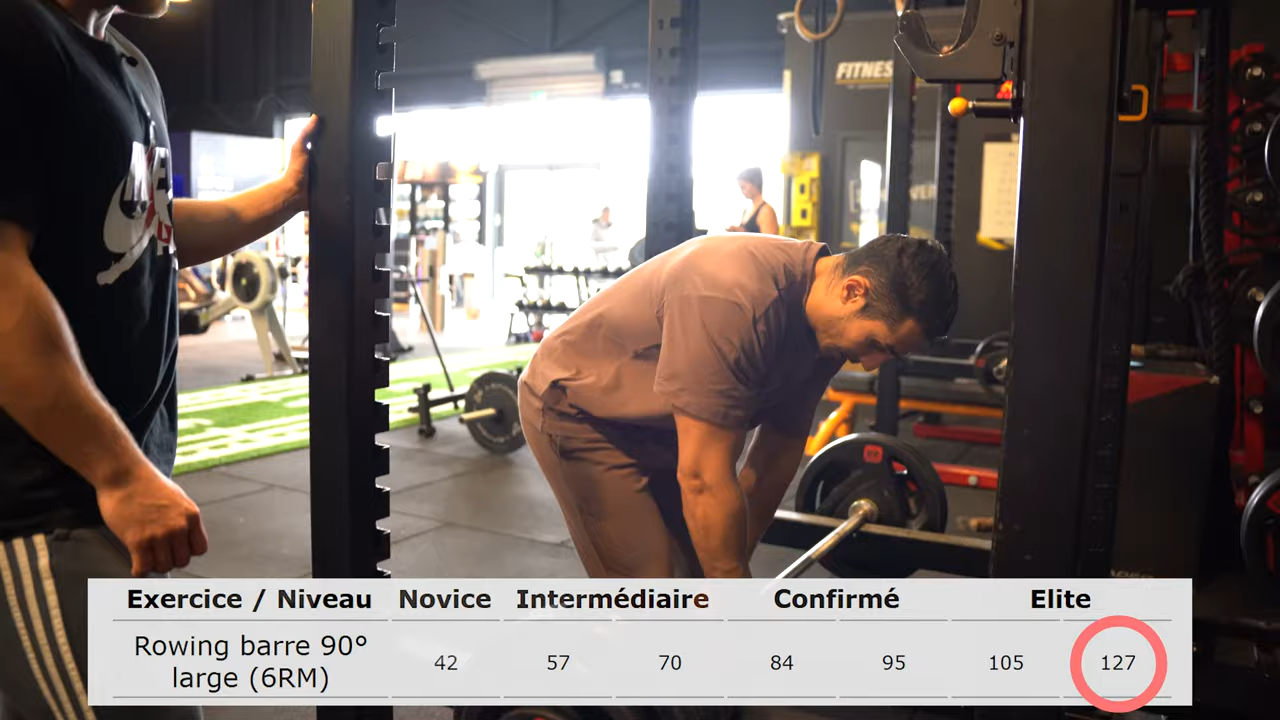 FITNES
Exercice / Niveau Novice Intermédiaire Confirmé Elite
Rowing barre 90°
large (6RM) 42 57 70 84 95 105 127